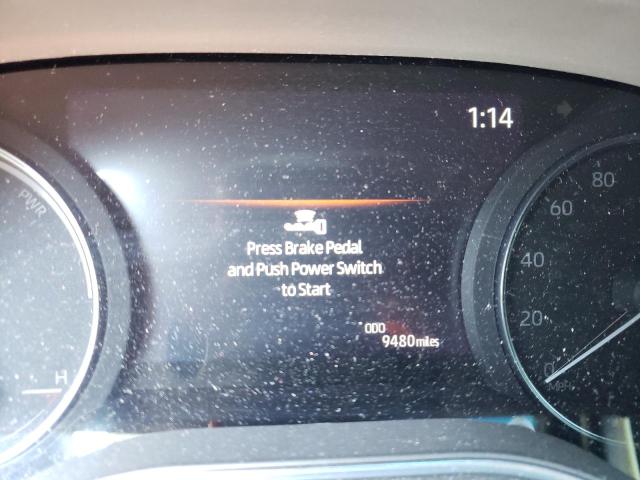 1:14
PWR
80
60
Press Brake Pedal
and Push Power Switch
to Start
40
20
ODO
9480 miles
H
0
MPH